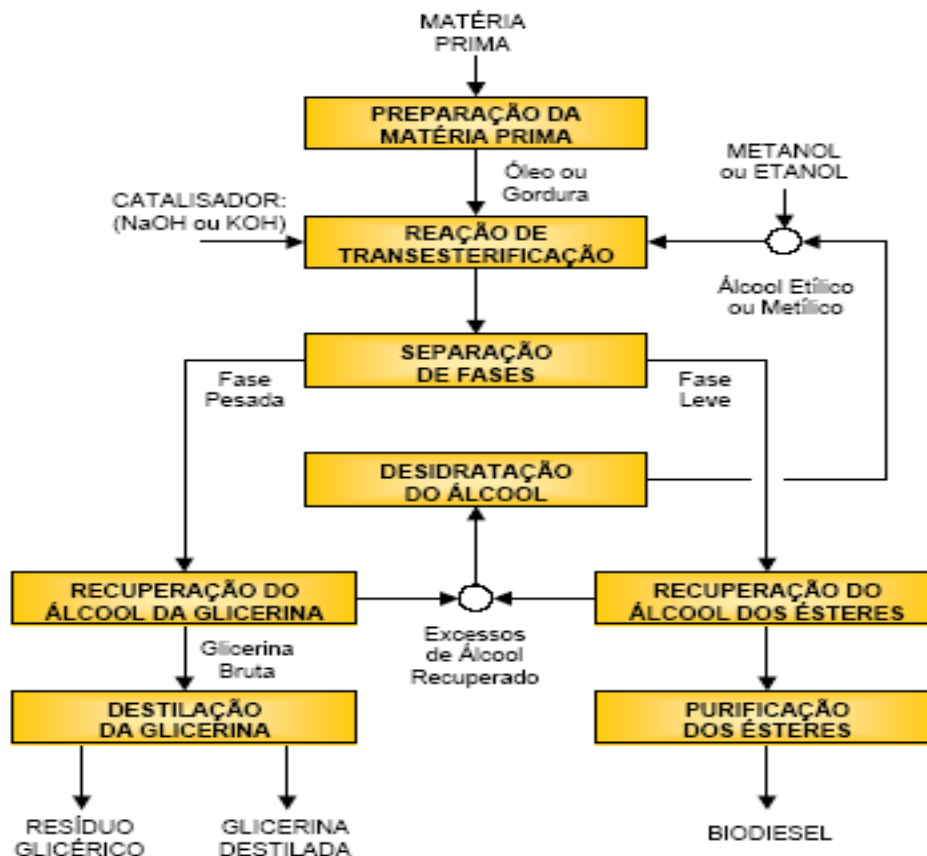 MATÉRIA
PRIMA
PREPARAÇÃO DA
MATÉRIA PRIMA
Óleo ou
Gordura
METANOL
ou ETANOL
CATALISADOR:
(NaOH ou KOH)
REAÇÃO DE
TRANSESTERIFICAÇÃO
Álcool Etílico
ou Metílico
SEPARAÇÃO
DE FASES
Fase
Pesada
Fase
Leve
DESIDRATAÇÃO
DO ÁLCOOL
RECUPERAÇÃO DO
ÁLCOOL DA GLICERINA
RECUPERAÇÃO DO
ÁLCOOL DOS ÉSTERES
Glicerina
Bruta
Excessos
de Álcool
Recuperado
DESTILAÇÃO
DA GLICERINA
PURIFICAÇÃO
DOS ÉSTERES
RESÍDUO
GLICÉRICO
GLICERINA
DESTILADA
BIODIESEL